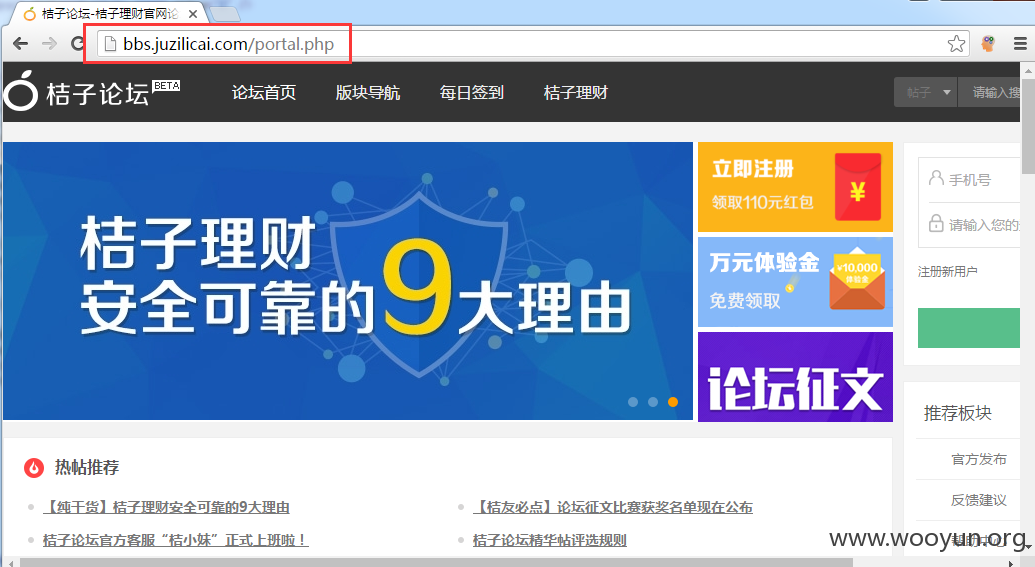 桔子论坛-桔子理财官网论
bbs.juzilicai.com/portal.php
桔子论坛 BETA
论坛首页 版块导航 每日签到 桔子理财
帖子 请输入搜
桔子理财
安全可靠的9大理由
立即注册
领取110元红包
¥
万元体验金
免费领取
¥10,000
体验金
论坛征文
手机号
请输入您的
注册新用户
推荐板块
官方发布
反馈建议
帮助中心
热帖推荐
【纯干货】桔子理财安全可靠的9大理由
【桔友必点】论坛征文比赛获奖名单现在公布
桔子论坛官方客服“桔小妹”正式上班啦！
桔子论坛精华帖评选规则
www.wooyun.org